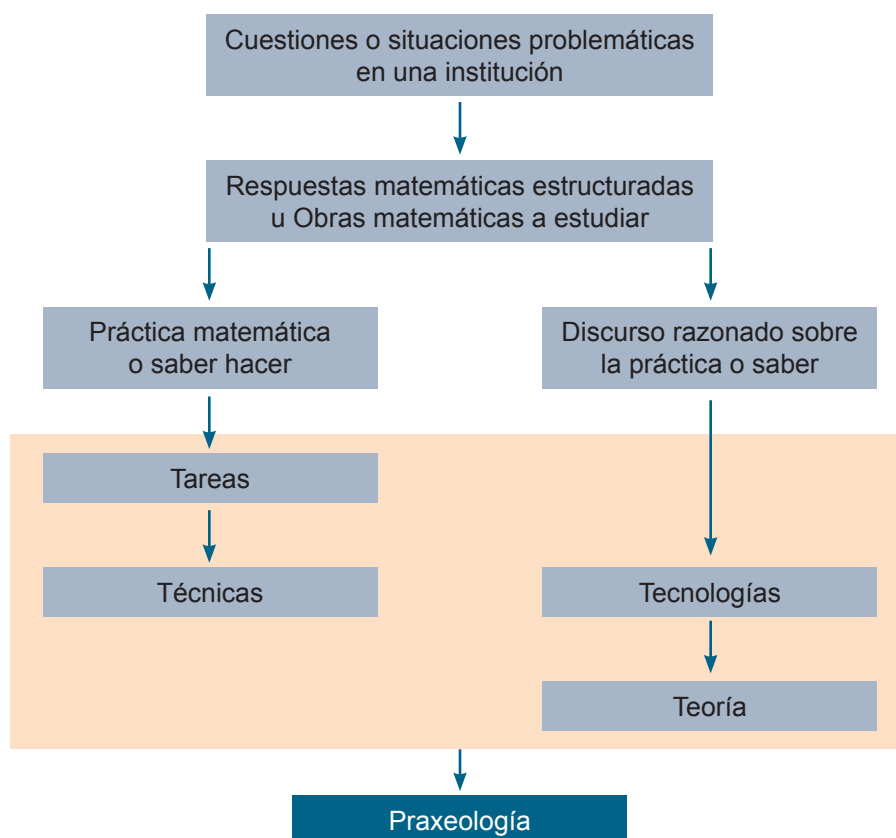 Cuestiones o situaciones problemáticas
en una institución
Respuestas matemáticas estructuradas
u Obras matemáticas a estudiar
Práctica matemática
o saber hacer
Discurso razonado sobre
la práctica o saber
Tareas
Técnicas
Tecnologías
Teoría
Praxeología